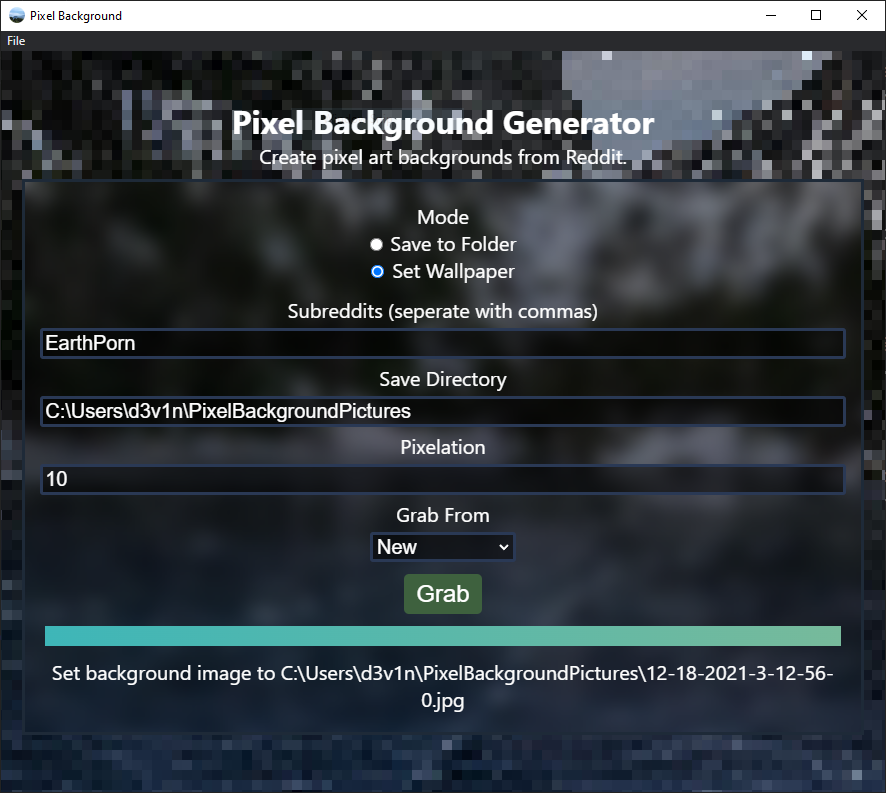 Pixel Background
File
Pixel Background Generator
Create pixel art backgrounds from Reddit.
Mode
Save to Folder
Set Wallpaper
Subreddits (seperate with commas)
EarthPorn
Save Directory
C:\Users\d3v1n\PixelBackgroundPictures
Pixelation
10
Grab From
New
Grab
Set background image to C:\Users\d3v1n\PixelBackgroundPictures\12-18-2021-3-12-56-
0.jpg